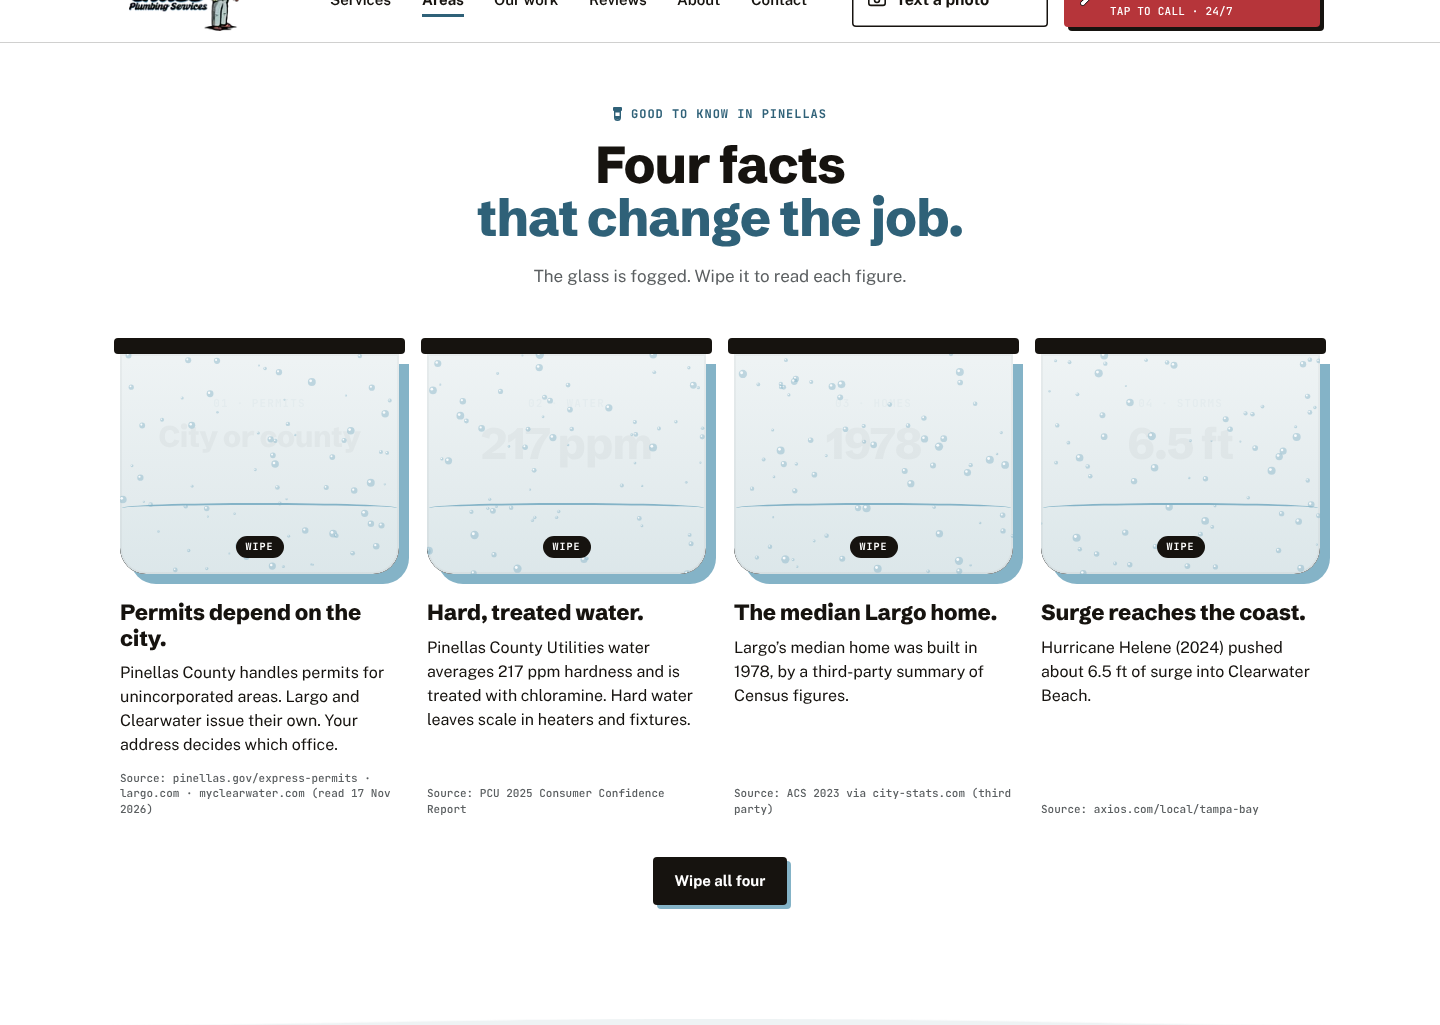 Plumbing Services
Services
Areas
Our work
Reviews
About
Contact
Text a photo
TAP TO CALL · 24/7
GOOD TO KNOW IN PINELLAS
Four facts
that change the job.
The glass is fogged. Wipe it to read each figure.
City or county
WIPE
Permits depend on the
city.
Pinellas County handles permits for
unincorporated areas. Largo and
Clearwater issue their own. Your
address decides which office.
Source: pinellas.gov/express-permits ·
largo.com · myclearwater.com (read 17 Nov
2026)
217 ppm
WIPE
Hard, treated water.
Pinellas County Utilities water
averages 217 ppm hardness and is
treated with chloramine. Hard water
leaves scale in heaters and fixtures.
Source: PCU 2025 Consumer Confidence
Report
1978
WIPE
The median Largo home.
Largo’s median home was built in
1978, by a third-party summary of
Census figures.
Source: ACS 2023 via city-stats.com (third
party)
6.5 ft
WIPE
Surge reaches the coast.
Hurricane Helene (2024) pushed
about 6.5 ft of surge into Clearwater
Beach.
Source: axios.com/local/tampa-bay
Wipe all four